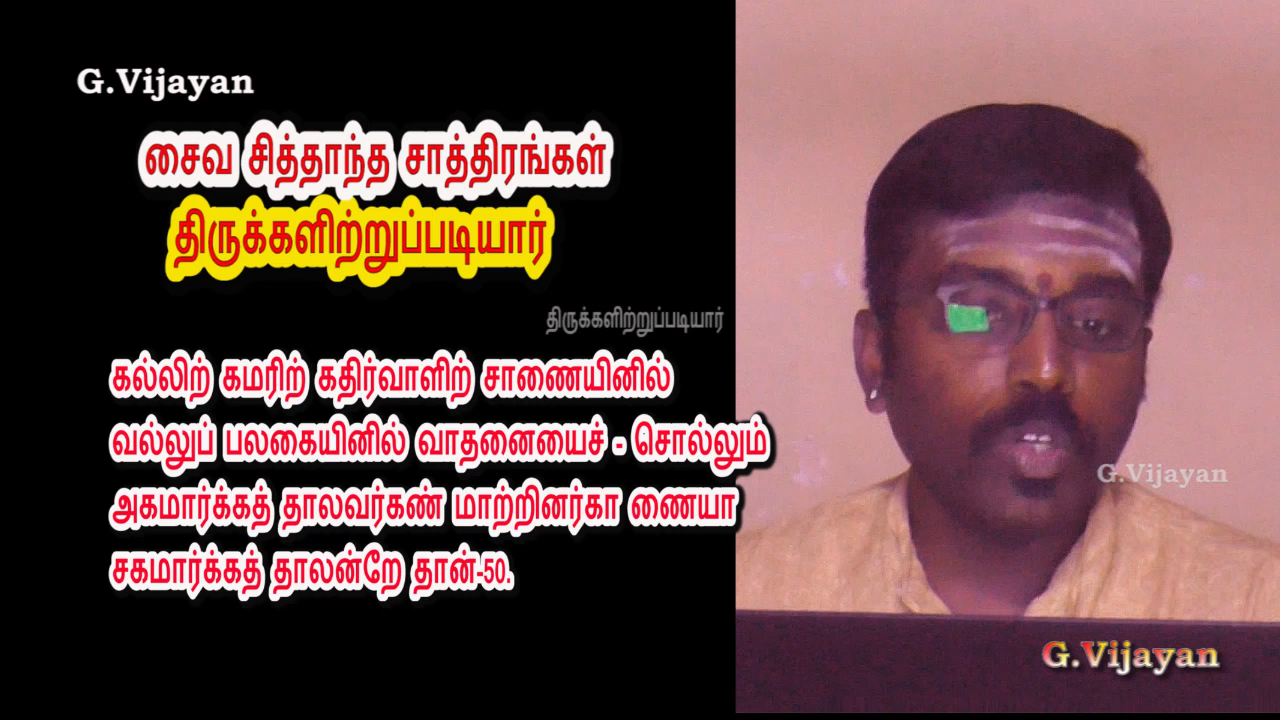 G.Vijayan
சைவ சித்தாந்த சாத்திரங்கள்
திருக்களிற்றுப்படியார்
திருக்களிற்றுப்படியார்
கல்லிற் கமரிற் கதிர்வாளிற் சாணையினில்
வல்லுப் பலகையினில் வாதனையைச் - சொல்லும்
அகமார்க்கத் தாலவர்கண் மாற்றினர்கா ணையா
சகமார்க்கத் தாலன்றே தான்-50.
G.Vijayan
G.Vijayan